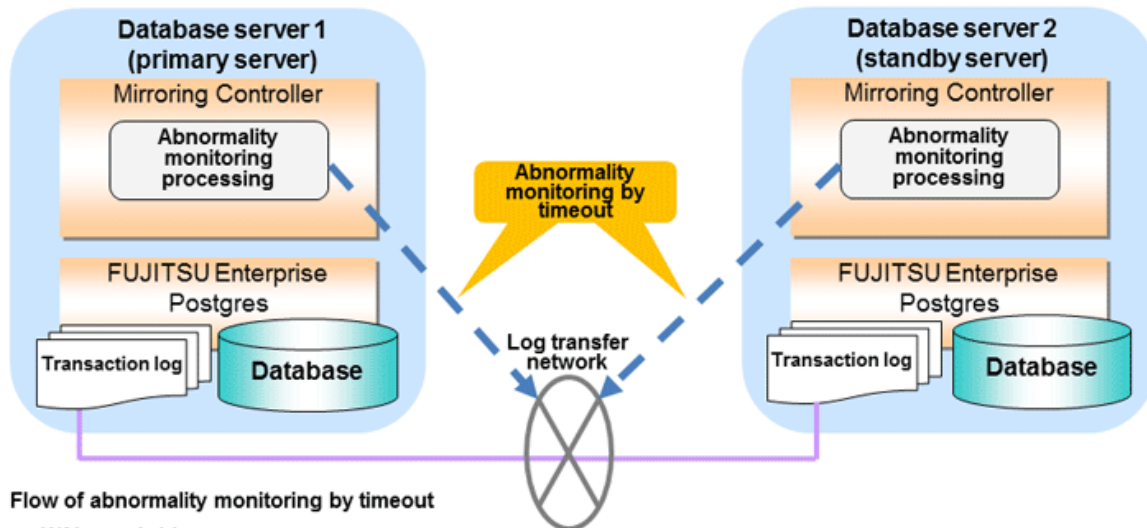 Database server 1
(primary server)
Mirroring Controller
Abnormality
monitoring
processing
FUJITSU Enterprise
Postgres
Transaction log
Database
Abnormality
monitoring by
timeout
Log transfer
network
Database server 2
(standby server)
Mirroring Controller
Abnormality
monitoring
processing
FUJITSU Enterprise
Postgres
Transaction log
Database
Flow of abnormality monitoring by timeout